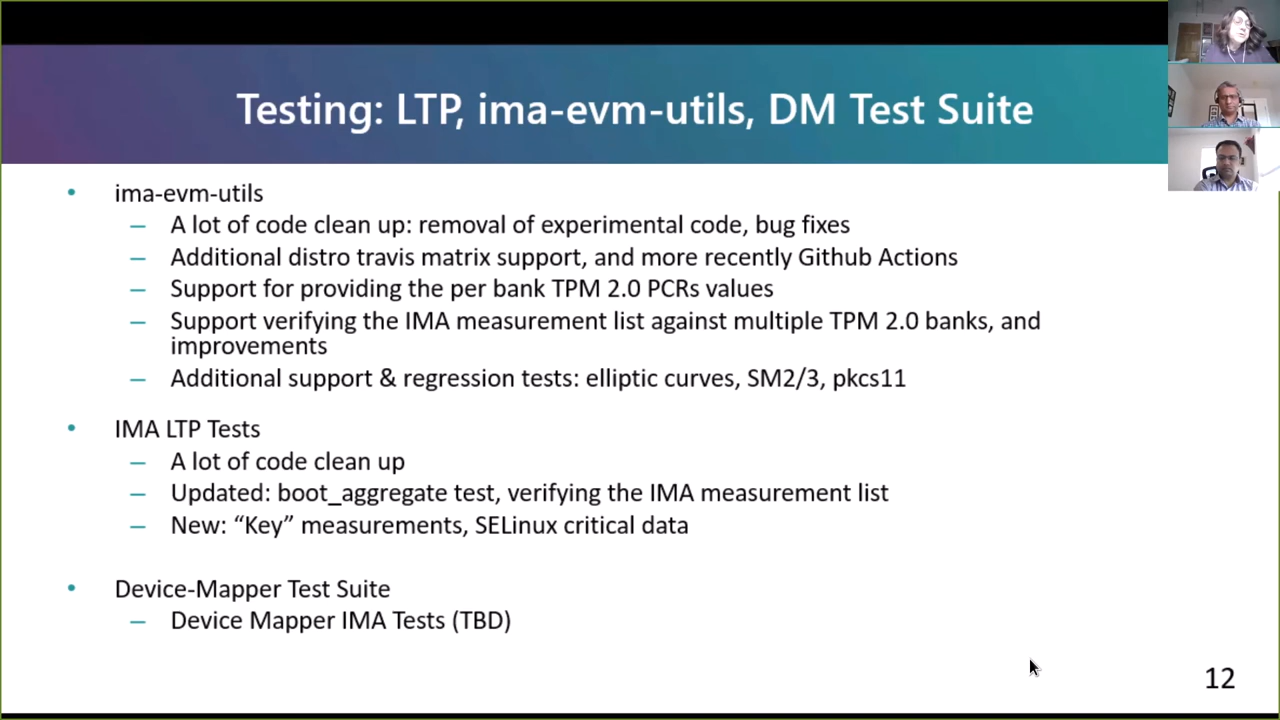 Testing: LTP, ima-evm-utils, DM Test Suite
• ima-evm-utils
– A lot of code clean up: removal of experimental code, bug fixes
– Additional distro travis matrix support, and more recently Github Actions
– Support for providing the per bank TPM 2.0 PCRs values
– Support verifying the IMA measurement list against multiple TPM 2.0 banks, and
improvements
– Additional support & regression tests: elliptic curves, SM2/3, pkcs11
• IMA LTP Tests
– A lot of code clean up
– Updated: boot_aggregate test, verifying the IMA measurement list
– New: “Key” measurements, SELinux critical data
• Device-Mapper Test Suite
– Device Mapper IMA Tests (TBD)
12